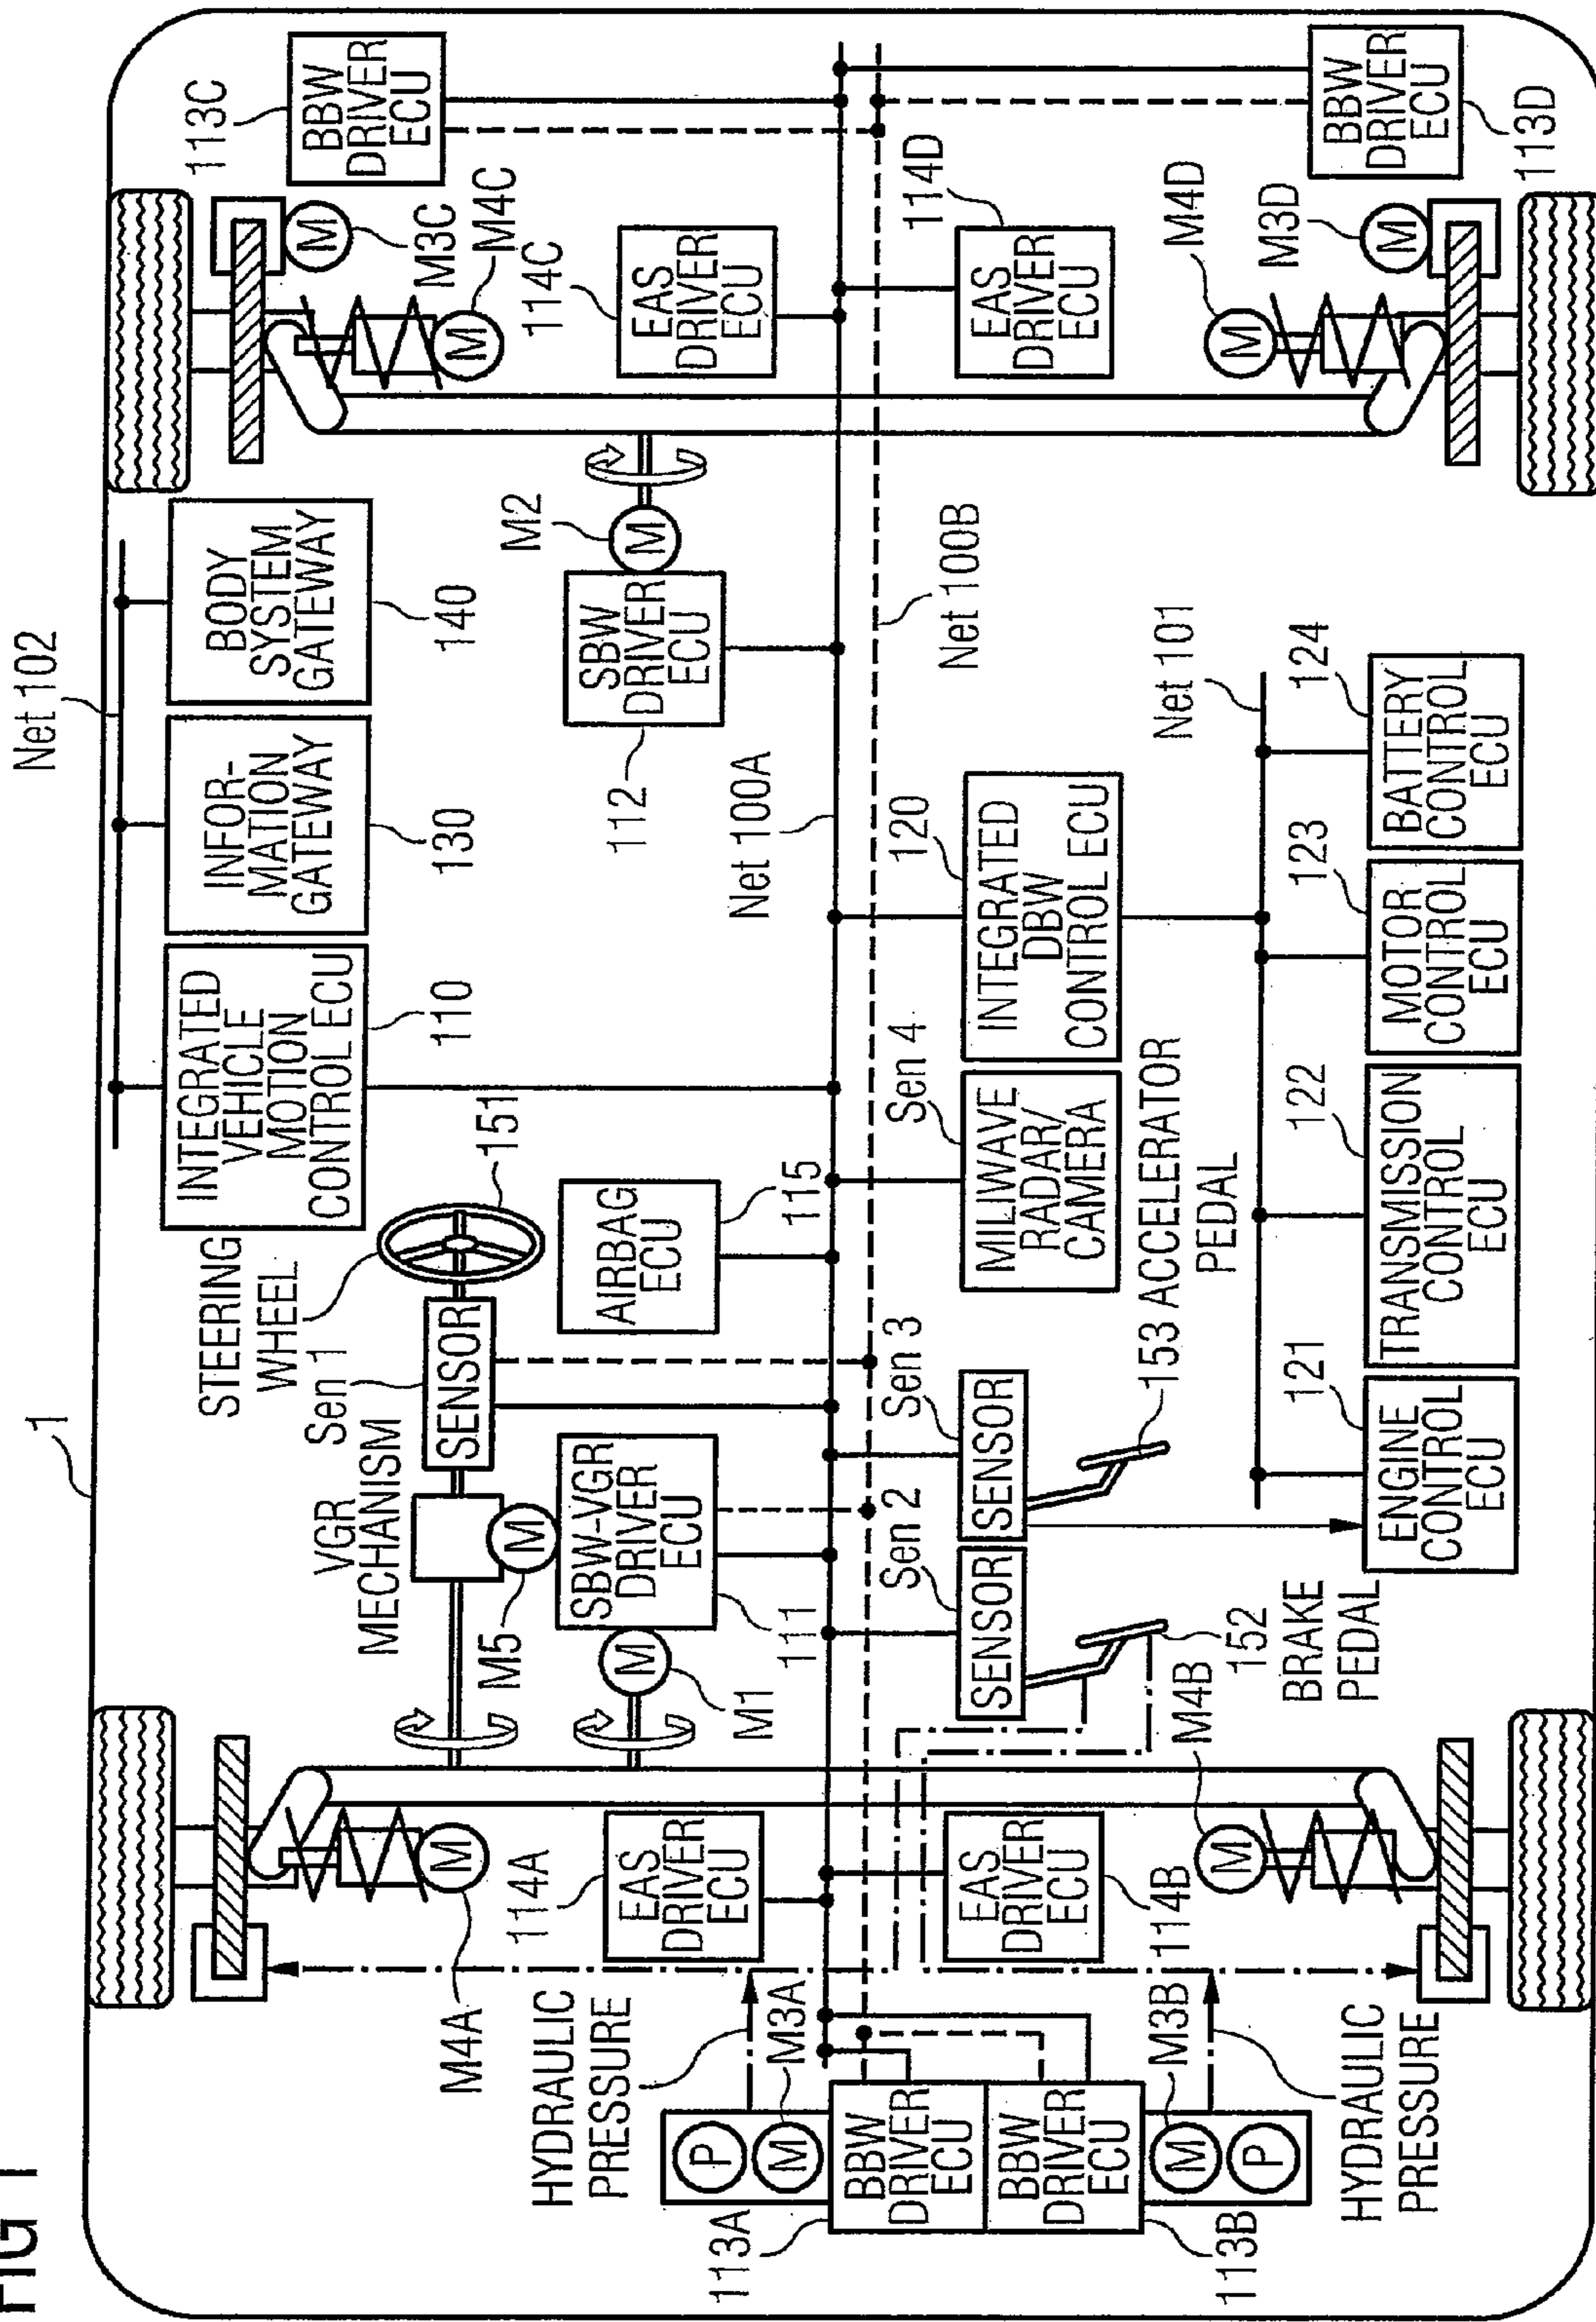 FIG 1
1
Net 102
INTEGRATED
VEHICLE
MOTION
CONTROL ECU
110
INFOR-
MATION
GATEWAY
130
BODY
SYSTEM
GATEWAY
140
113C
BBW
DRIVER
ECU
M3C
M4C
STEERING
WHEEL
151
Sen 1
SENSOR
VGR
MECHANISM
M
M5
SBW-VGR
DRIVER
ECU
111
M
M1
AIRBAG
ECU
115
SBW
DRIVER
ECU
112
M
M2
M
M
114C
EAS
DRIVER
ECU
M
M4A
114A
EAS
DRIVER
ECU
HYDRAULIC
PRESSURE
P
M
M3A
BBW
DRIVER
ECU
113A
BBW
DRIVER
ECU
113B
M
P
M3B
HYDRAULIC
PRESSURE
EAS
DRIVER
ECU
114B
M
M4B
Net 100A
Net 100B
Sen 2
SENSOR
152
BRAKE
PEDAL
Sen 3
SENSOR
153 ACCELERATOR
PEDAL
Sen 4
MILIWAVE
RADAR/
CAMERA
120
INTEGRATED
DBW
CONTROL ECU
Net 101
121
ENGINE
CONTROL
ECU
122
TRANSMISSION
CONTROL
ECU
123
MOTOR
CONTROL
ECU
124
BATTERY
CONTROL
ECU
114D
EAS
DRIVER
ECU
M4D
M
M3D
M
BBW
DRIVER
ECU
113D